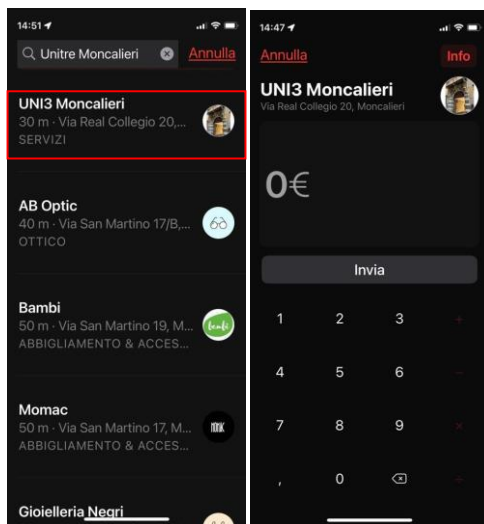 14:51
Unitre Moncalieri
Annulla
UNI3 Moncalieri
30 m · Via Real Collegio 20,...
SERVIZI
AB Optic
40 m · Via San Martino 17/B,...
OTTICO
Bambi
50 m · Via San Martino 19, M...
bimbi
ABBIGLIAMENTO & ACCES...
Momac
50 m · Via San Martino 17, M...
ABBIGLIAMENTO & ACCES...
Gioielleria Negri
14:47
Annulla
Info
UNI3 Moncalieri
Via Real Collegio 20, Moncalieri
0€
Invia
1 2 3 +
4 5 6 −
7 8 9 ×
, 0 ÷